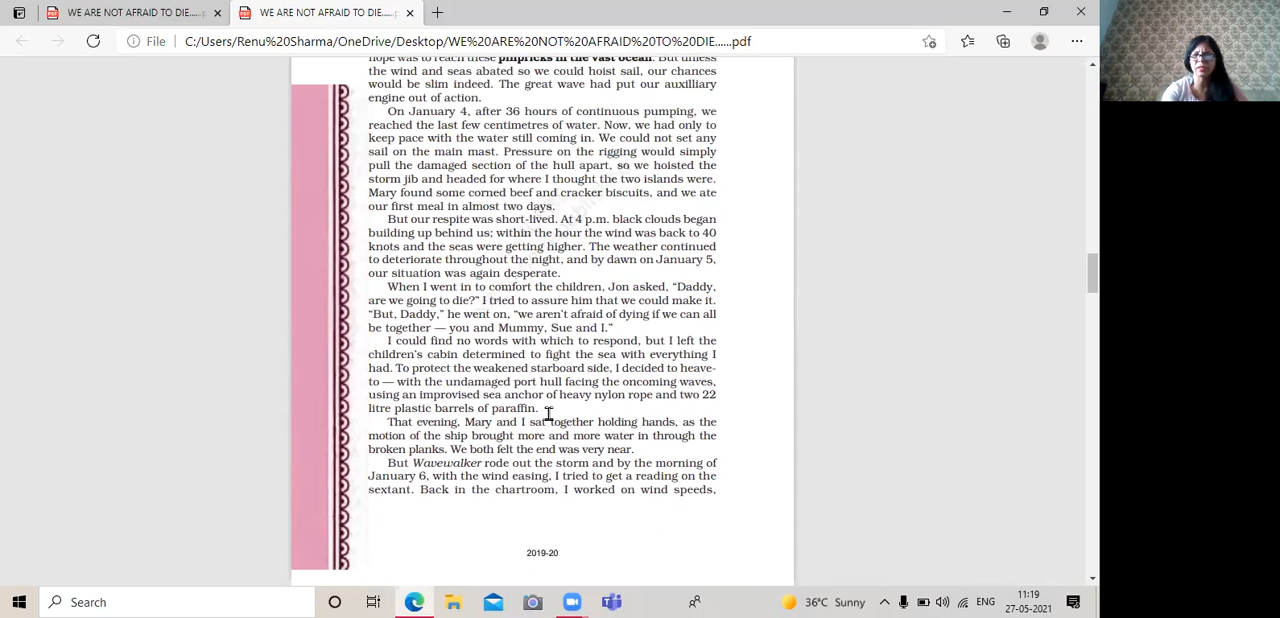 WE ARE NOT AFRAID TO DIE.....pdf
WE ARE NOT AFRAID TO DIE.....pdf
File
C:/Users/Renu%20Sharma/OneDrive/Desktop/WE%20ARE%20NOT%20AFRAID%20TO%20DIE......pdf
hope was to reach these pinpricks in the vast ocean. But unless
the wind and seas abated so we could hoist sail, our chances
would be slim indeed. The great wave had put our auxilliary
engine out of action.
On January 4, after 36 hours of continuous pumping, we
reached the last few centimetres of water. Now, we had only to
keep pace with the water still coming in. We could not set any
sail on the main mast. Pressure on the rigging would simply
pull the damaged section of the hull apart, so we hoisted the
storm jib and headed for where I thought the two islands were.
Mary found some corned beef and cracker biscuits, and we ate
our first meal in almost two days.
But our respite was short-lived. At 4 p.m. black clouds began
building up behind us; within the hour the wind was back to 40
knots and the seas were getting higher. The weather continued
to deteriorate throughout the night, and by dawn on January 5,
our situation was again desperate.
When I went in to comfort the children, Jon asked, “Daddy,
are we going to die?” I tried to assure him that we could make it.
“But, Daddy,” he went on, “we aren’t afraid of dying if we can all
be together — you and Mummy, Sue and I.”
I could find no words with which to respond, but I left the
children’s cabin determined to fight the sea with everything I
had. To protect the weakened starboard side, I decided to heave-
to — with the undamaged port hull facing the oncoming waves,
using an improvised sea anchor of heavy nylon rope and two 22
litre plastic barrels of paraffin.
That evening, Mary and I sat together holding hands, as the
motion of the ship brought more and more water in through the
broken planks. We both felt the end was very near.
But Wavewalker rode out the storm and by the morning of
January 6, with the wind easing, I tried to get a reading on the
sextant. Back in the chartroom, I worked on wind speeds,
2019-20
Search
36°C Sunny
ENG
11:19
27-05-2021